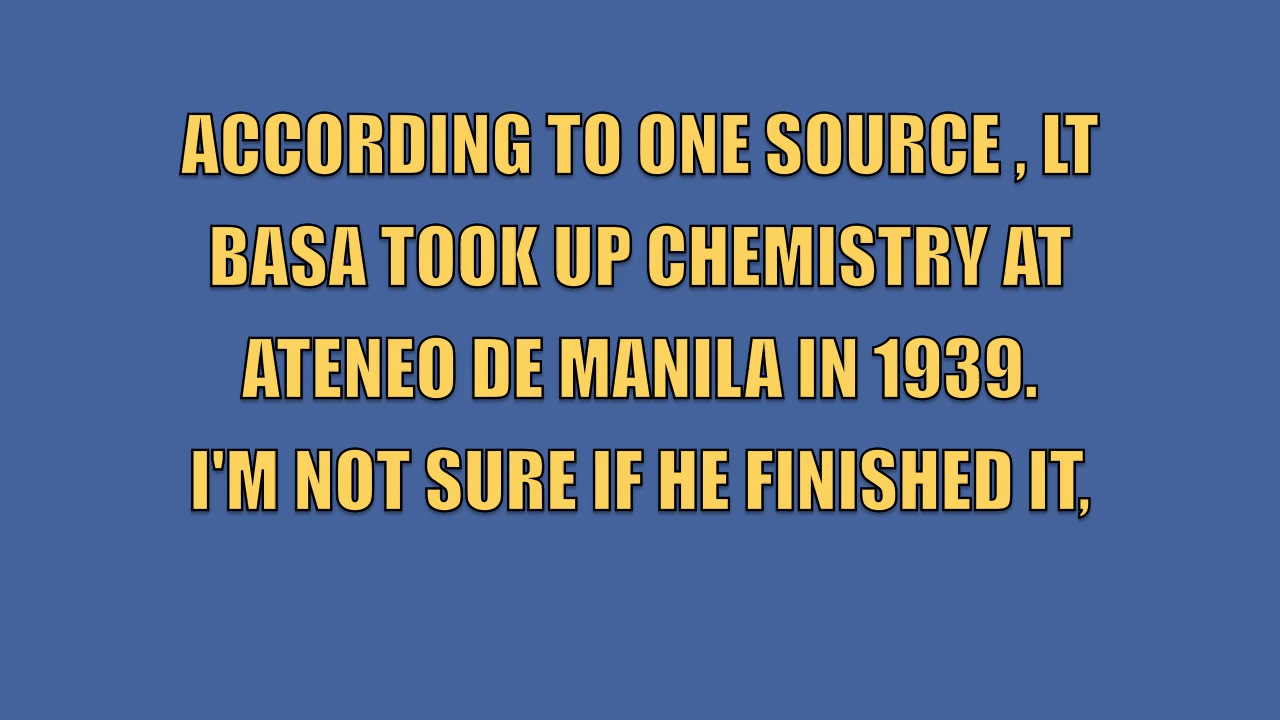 ACCORDING TO ONE SOURCE , LT
BASA TOOK UP CHEMISTRY AT
ATENEO DE MANILA IN 1939.
I'M NOT SURE IF HE FINISHED IT,